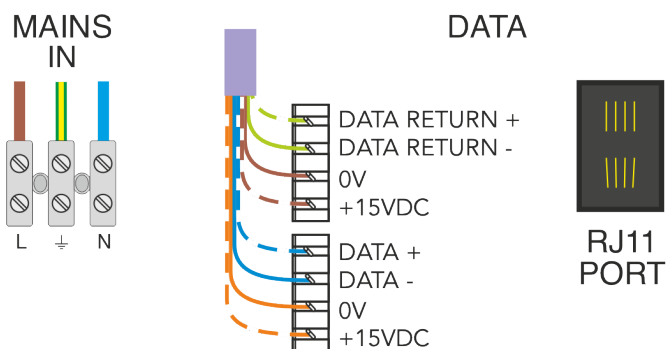 MAINS
IN
L
N
DATA
DATA RETURN +
DATA RETURN -
0V
+15VDC
DATA +
DATA -
0V
+15VDC
RJ11
PORT